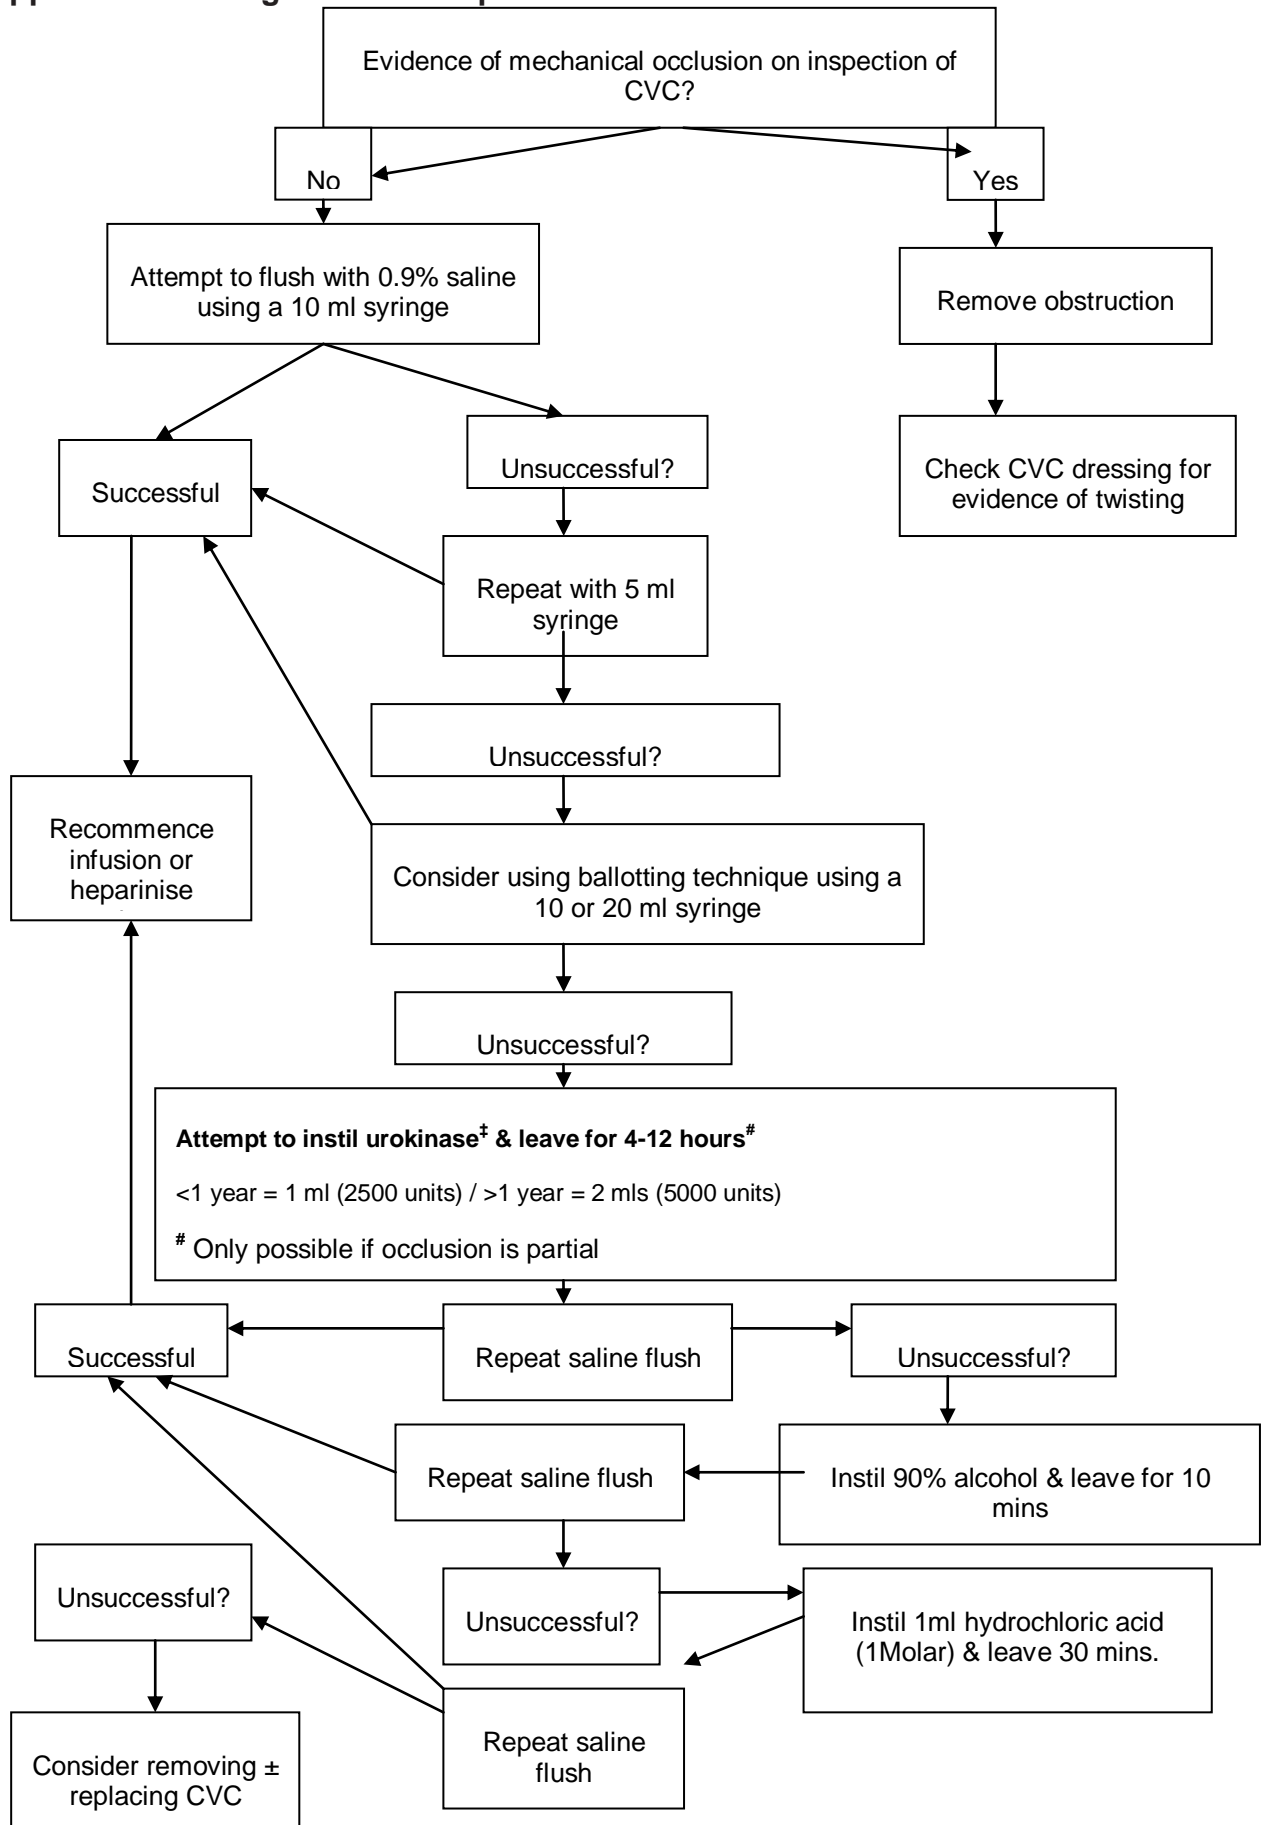 Evidence of mechanical occlusion on inspection of
CVC?
No
Yes
Attempt to flush with 0.9% saline
using a 10 ml syringe
Remove obstruction
Successful
Unsuccessful?
Check CVC dressing for
evidence of twisting
Repeat with 5 ml
syringe
Unsuccessful?
Recommence
infusion or
heparinise
Consider using ballotting technique using a
10 or 20 ml syringe
Unsuccessful?
Attempt to instil urokinase‡ & leave for 4-12 hours#
<1 year = 1 ml (2500 units) / >1 year = 2 mls (5000 units)
# Only possible if occlusion is partial
Successful
Repeat saline flush
Unsuccessful?
Repeat saline flush
Instil 90% alcohol & leave for 10
mins
Unsuccessful?
Unsuccessful?
Instil 1ml hydrochloric acid
(1Molar) & leave 30 mins.
Repeat saline
flush
Consider removing ±
replacing CVC